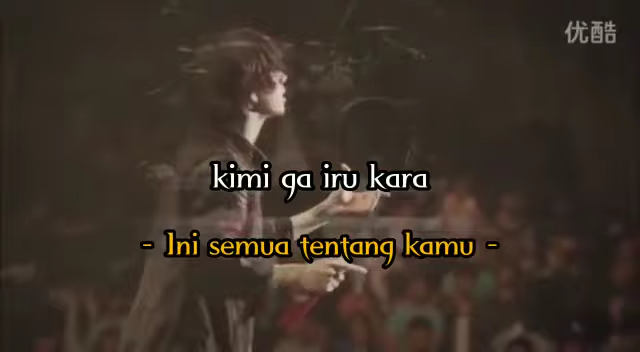 优酷
kimi ga iru kara
- Ini semua tentang kamu -